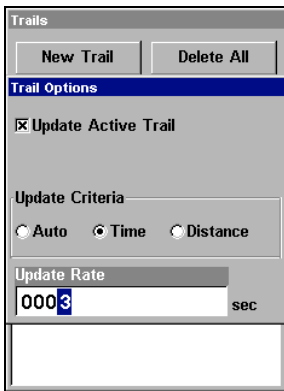 Trails
New Trail Delete All
Trail Options
Update Active Trail
Update Criteria
Auto Time Distance
Update Rate
0003 sec